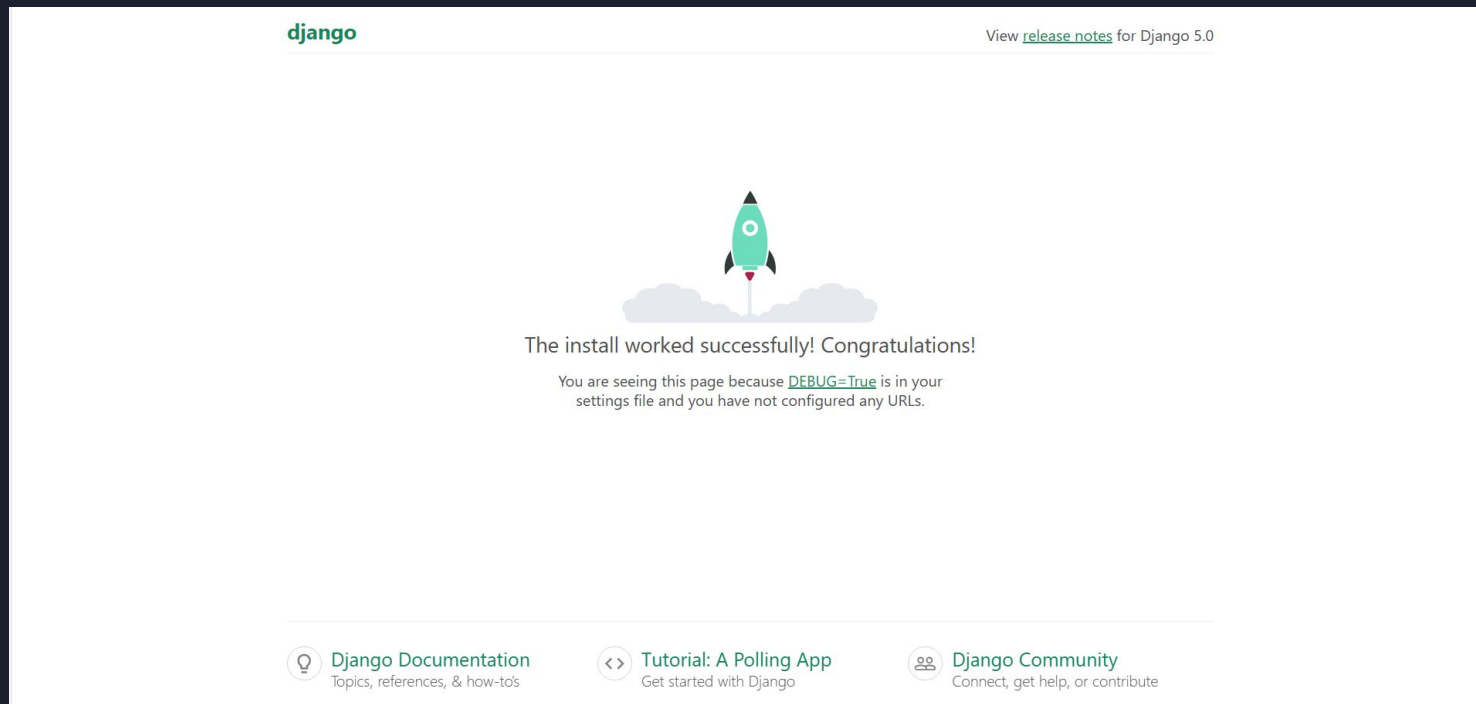 django
View release notes for Django 5.0
The install worked successfully! Congratulations!
You are seeing this page because DEBUG=True is in your
settings file and you have not configured any URLs.
Django Documentation
Topics, references, & how-to's
Tutorial: A Polling App
Get started with Django
Django Community
Connect, get help, or contribute